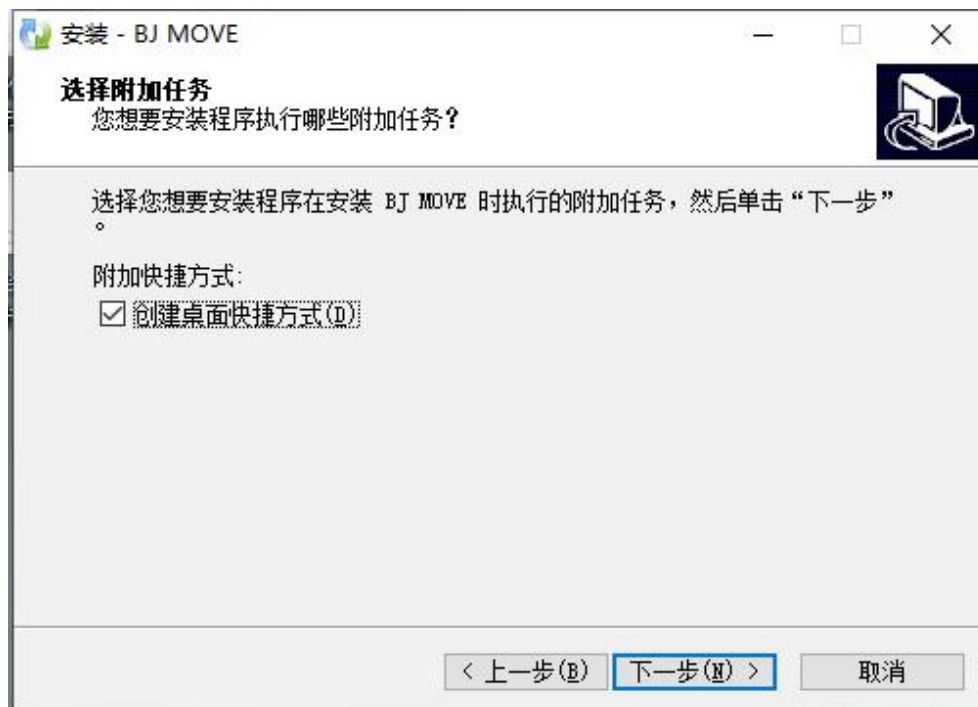 安装 - BJ MOVE
选择附加任务
您想要安装程序执行哪些附加任务?
选择您想要安装程序在安装 BJ MOVE 时执行的附加任务，然后单击“下一步”
。
附加快捷方式:
创建桌面快捷方式(D)
< 上一步(B)
下一步(N) >
取消